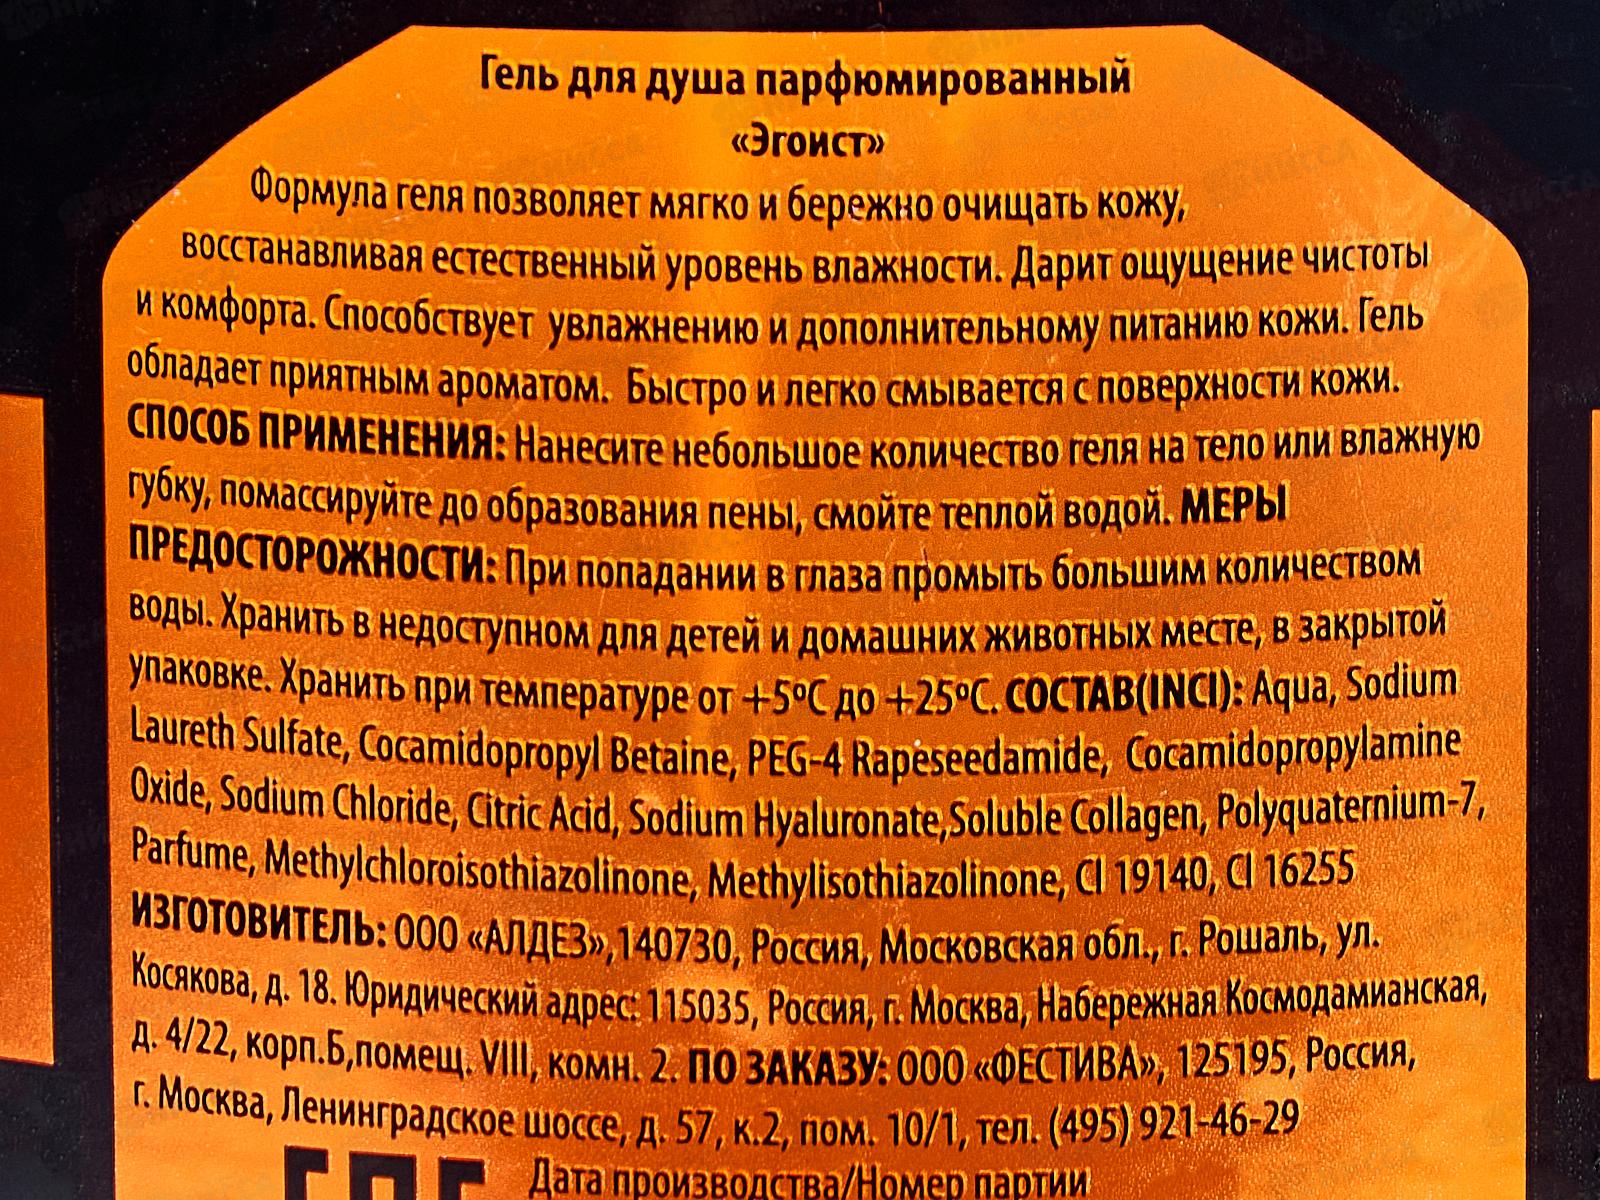 Гель для душа парфюмированный
«Эгоист»
Формула геля позволяет мягко и бережно очищать кожу,
восстанавливая естественный уровень влажности. Дарит ощущение чистоты
и комфорта. Способствует увлажнению и дополнительному питанию кожи. Гель
обладает приятным ароматом. Быстро и легко смывается с поверхности кожи.
СПОСОБ ПРИМЕНЕНИЯ: Нанесите небольшое количество геля на тело или влажную
губку, помассируйте до образования пены, смойте теплой водой. МЕРЫ
ПРЕДОСТОРОЖНОСТИ: При попадании в глаза промыть большим количеством
воды. Хранить в недоступном для детей и домашних животных месте, в закрытой
упаковке. Хранить при температуре от +5ºС до +25ºС. СОСТАВ(INCI): Aqua, Sodium
Laureth Sulfate, Cocamidopropyl Betaine, PEG-4 Rapeseedamide, Cocamidopropylamine
Oxide, Sodium Chloride, Citric Acid, Sodium Hyaluronate,Soluble Collagen, Polyquaternium-7,
Parfume, Methylchloroisothiazolinone, Methylisothiazolinone, Cl 19140, Cl 16255
ИЗГОТОВИТЕЛЬ: ООО «АЛДЕЗ»,140730, Россия, Московская обл., г. Рошаль, ул.
Косякова, д. 18. Юридический адрес: 115035, Россия, г. Москва, Набережная Космодамианская,
д. 4/22, корп.Б,помещ. VIII, комн. 2. ПО ЗАКАЗУ: ООО «ФЕСТИВА», 125195, Россия,
г. Москва, Ленинградское шоссе, д. 57, к.2, пом. 10/1, тел. (495) 921-46-29
Дата производства/Номер партии